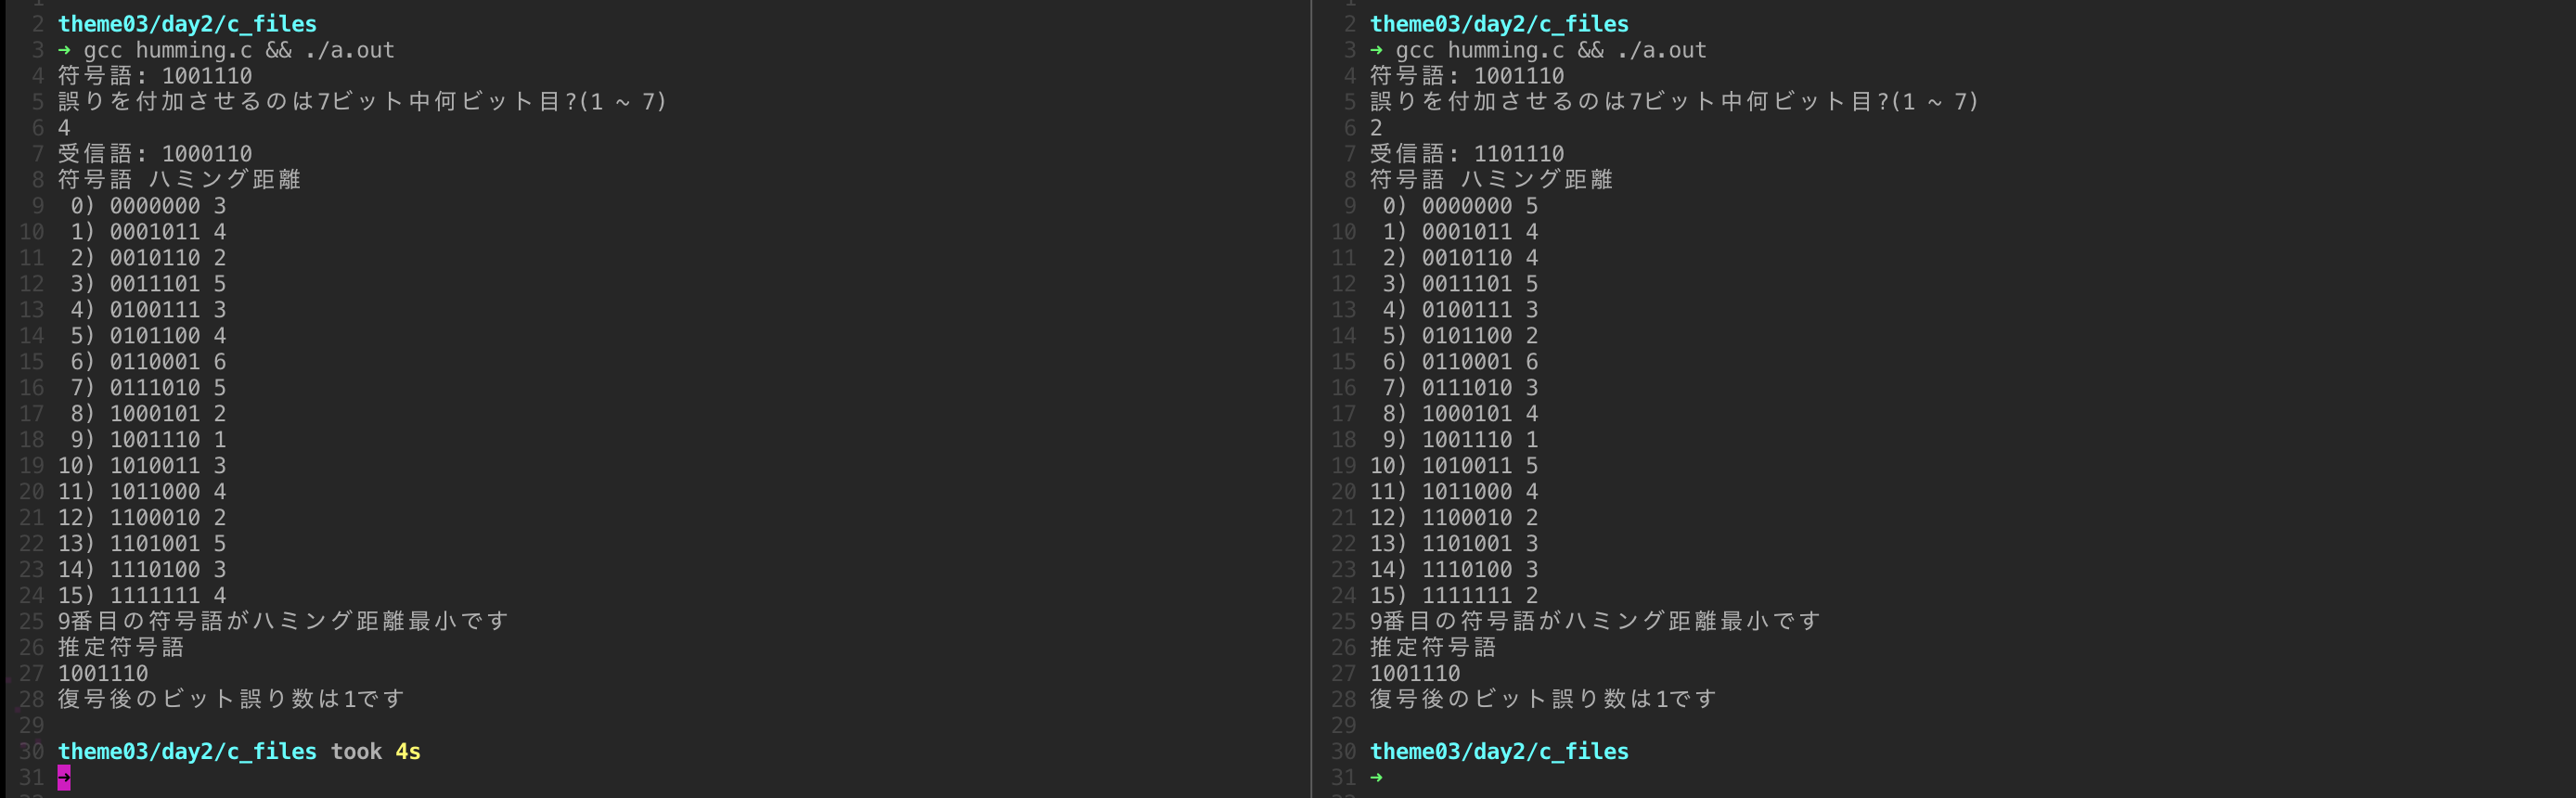 1
2 theme03/day2/c_files
3 → gcc humming.c && ./a.out
4 符号語: 1001110
5 誤りを付加させるのは7ビット中何ビット目?(1 ~ 7)
6 4
7 受信語: 1000110
8 符号語 ハミング距離
9  0) 0000000 3
10  1) 0001011 4
11  2) 0010110 2
12  3) 0011101 5
13  4) 0100111 3
14  5) 0101100 4
15  6) 0110001 6
16  7) 0111010 5
17  8) 1000101 2
18  9) 1001110 1
19 10) 1010011 3
20 11) 1011000 4
21 12) 1100010 2
22 13) 1101001 5
23 14) 1110100 3
24 15) 1111111 4
25 9番目の符号語がハミング距離最小です
26 推定符号語
27 1001110
28 復号後のビット誤り数は1です
29
30 theme03/day2/c_files took 4s
31 →
1
2 theme03/day2/c_files
3 → gcc humming.c && ./a.out
4 符号語: 1001110
5 誤りを付加させるのは7ビット中何ビット目?(1 ~ 7)
6 2
7 受信語: 1101110
8 符号語 ハミング距離
9  0) 0000000 5
10  1) 0001011 4
11  2) 0010110 4
12  3) 0011101 5
13  4) 0100111 3
14  5) 0101100 2
15  6) 0110001 6
16  7) 0111010 3
17  8) 1000101 4
18  9) 1001110 1
19 10) 1010011 5
20 11) 1011000 4
21 12) 1100010 2
22 13) 1101001 3
23 14) 1110100 3
24 15) 1111111 2
25 9番目の符号語がハミング距離最小です
26 推定符号語
27 1001110
28 復号後のビット誤り数は1です
29
30 theme03/day2/c_files
31 →